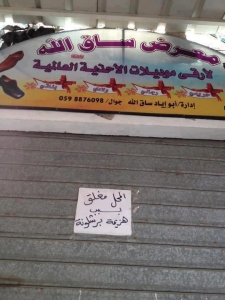 معرض ساق الله
لأرقى موديلات الأحذية العالمية
إدارة/أبو إياد ساق الله جوال/ 059 8876098
المحل مغلق
بسبب
هزيمة برشلونة